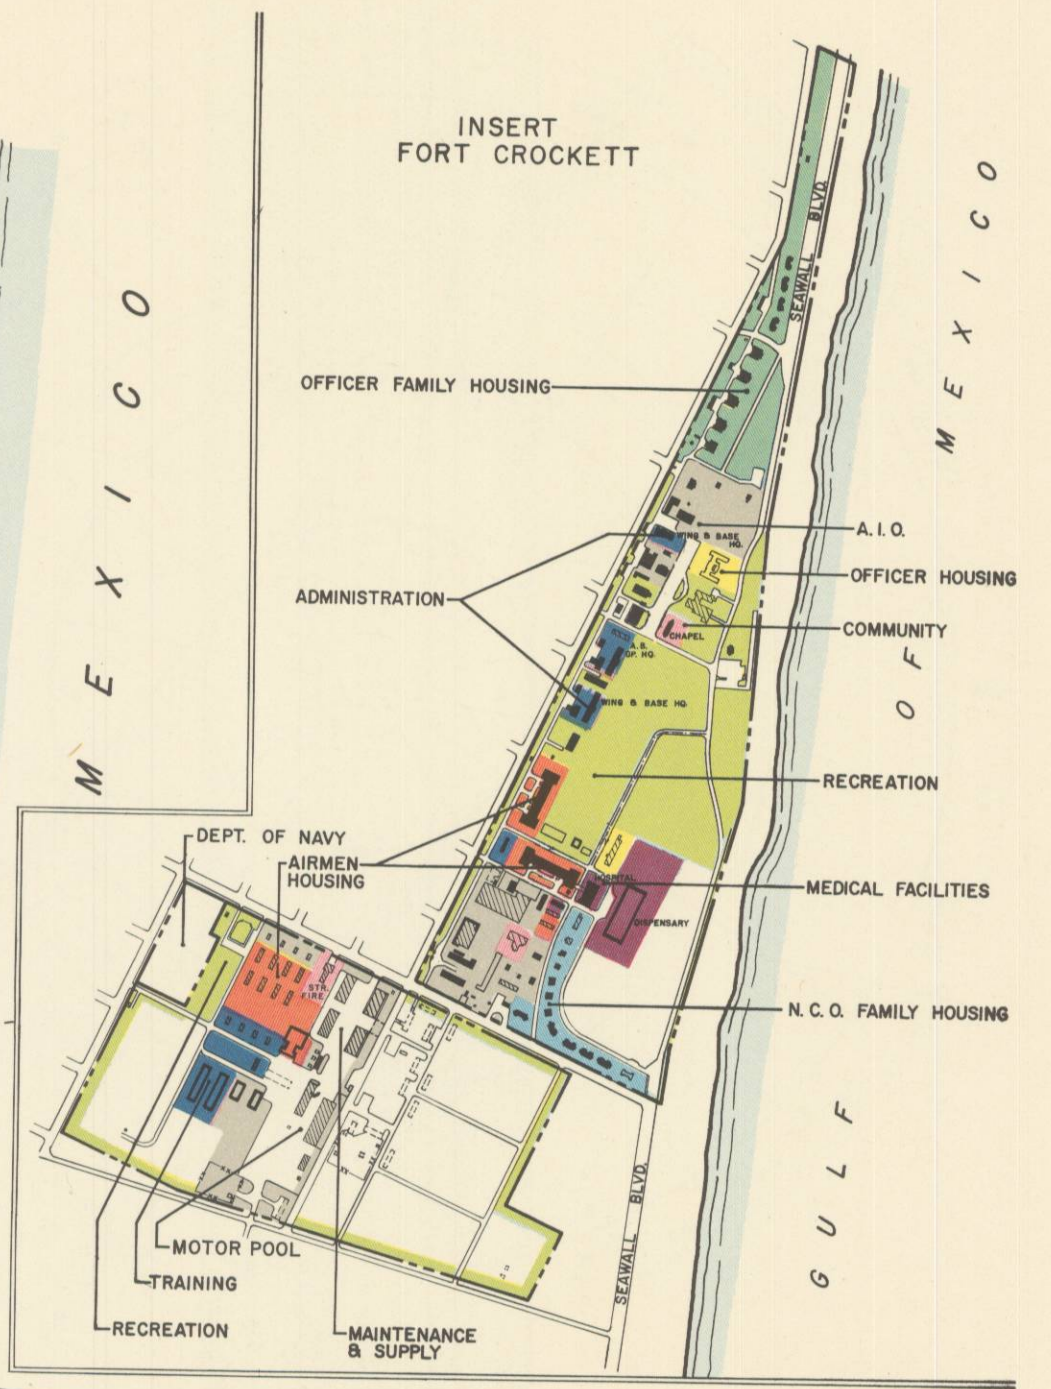 INSERT
FORT CROCKETT
MEXICO
GULF OF MEXICO
SEAWALL BLVD.
OFFICER FAMILY HOUSING
A.I.O.
WING & BASE
HQ.
OFFICER HOUSING
ADMINISTRATION
COMMUNITY
CHAPEL
A.B.
GP. HQ.
WING & BASE HQ.
RECREATION
DEPT. OF NAVY
AIRMEN
HOUSING
HOSPITAL
MEDICAL FACILITIES
DISPENSARY
STR.
FIRE
N.C.O. FAMILY HOUSING
SEAWALL BLVD.
MOTOR POOL
TRAINING
RECREATION
MAINTENANCE
& SUPPLY